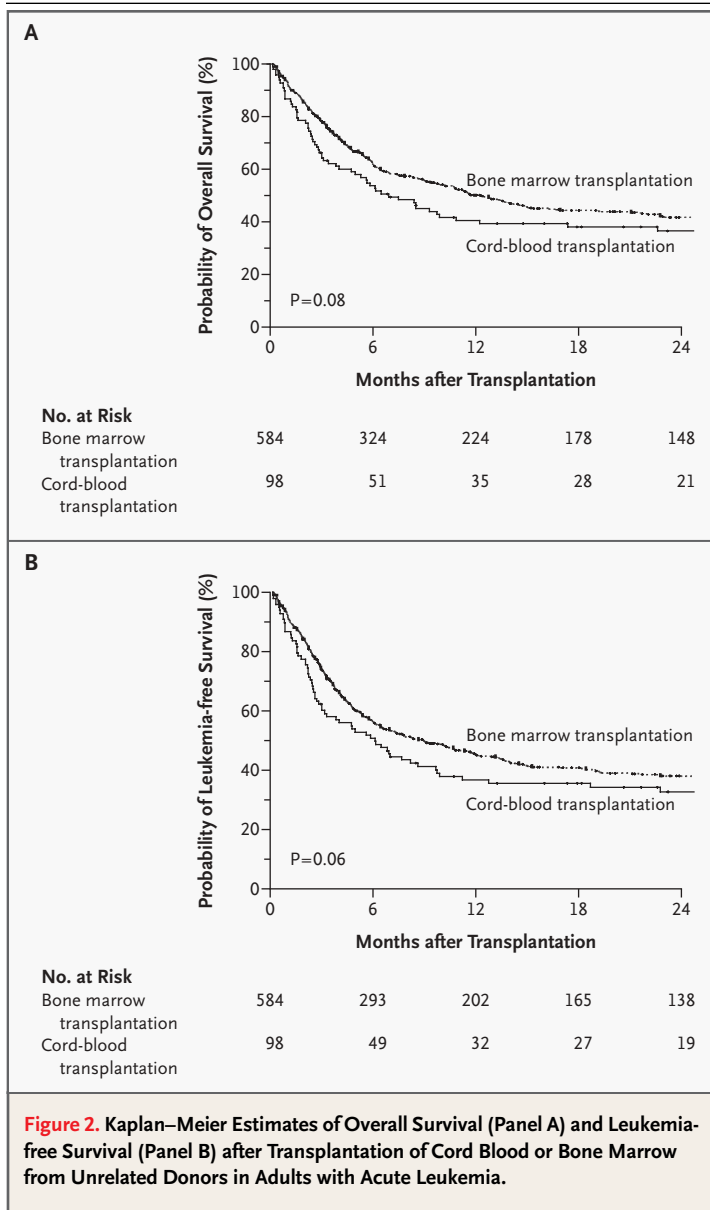 A
Probability of Overall Survival (%)
100
80
60
40
20
0
Bone marrow transplantation
Cord-blood transplantation
P=0.08
0 6 12 18 24
Months after Transplantation
No. at Risk
Bone marrow
transplantation
584 324 224 178 148
Cord-blood
transplantation
98 51 35 28 21
B
Probability of Leukemia-free Survival (%)
100
80
60
40
20
0
Bone marrow transplantation
Cord-blood transplantation
P=0.06
0 6 12 18 24
Months after Transplantation
No. at Risk
Bone marrow
transplantation
584 293 202 165 138
Cord-blood
transplantation
98 49 32 27 19
Figure 2. Kaplan–Meier Estimates of Overall Survival (Panel A) and Leukemia-
free Survival (Panel B) after Transplantation of Cord Blood or Bone Marrow
from Unrelated Donors in Adults with Acute Leukemia.